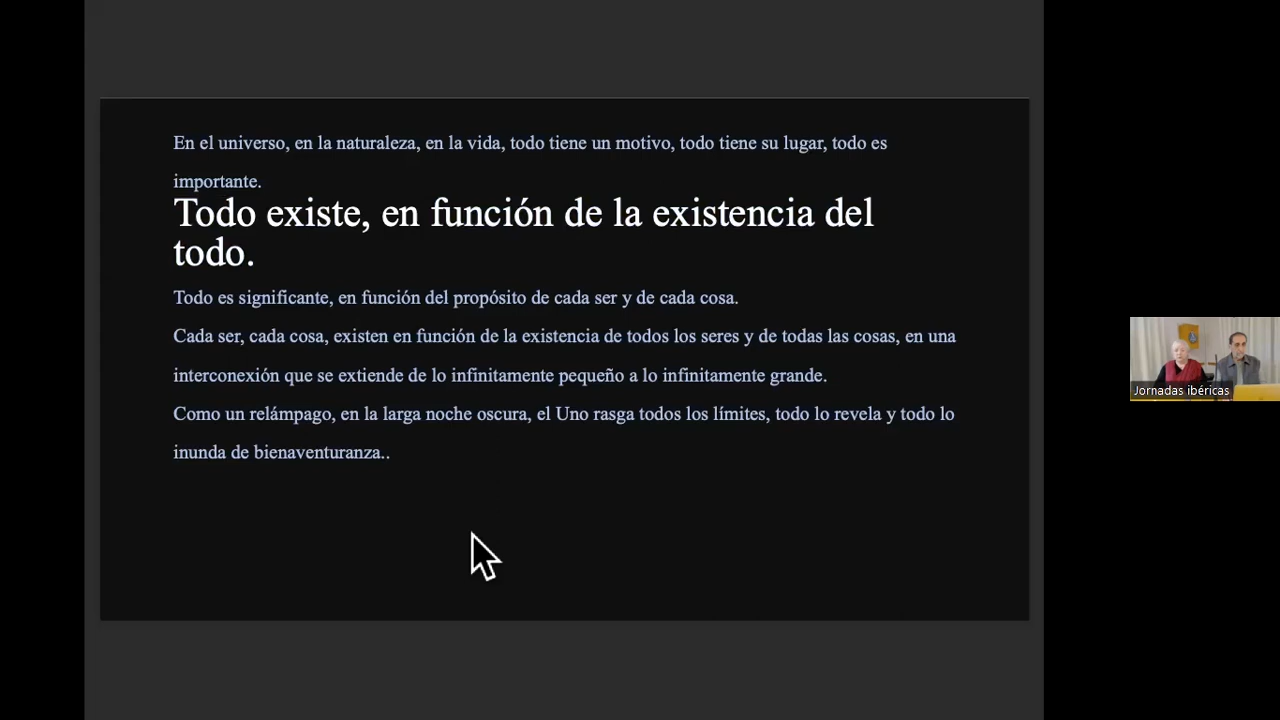 En el universo, en la naturaleza, en la vida, todo tiene un motivo, todo tiene su lugar, todo es
importante.
Todo existe, en función de la existencia del
todo.
Todo es significante, en función del propósito de cada ser y de cada cosa.
Cada ser, cada cosa, existen en función de la existencia de todos los seres y de todas las cosas, en una
interconexión que se extiende de lo infinitamente pequeño a lo infinitamente grande.
Como un relámpago, en la larga noche oscura, el Uno rasga todos los límites, todo lo revela y todo lo
inunda de bienaventuranza..
Jornadas ibéricas